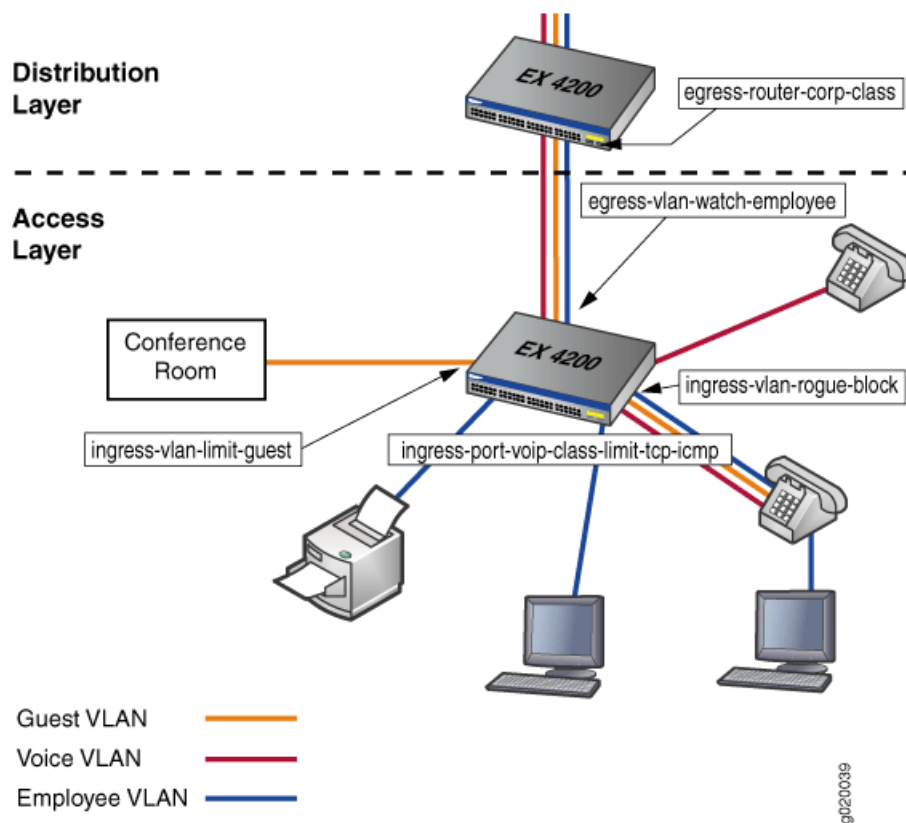 Distribution
Layer
EX 4200
egress-router-corp-class
Access
Layer
egress-vlan-watch-employee
Conference
Room
EX 4200
ingress-vlan-rogue-block
ingress-vlan-limit-guest
ingress-port-voip-class-limit-tcp-icmp
Guest VLAN
Voice VLAN
Employee VLAN
g020039